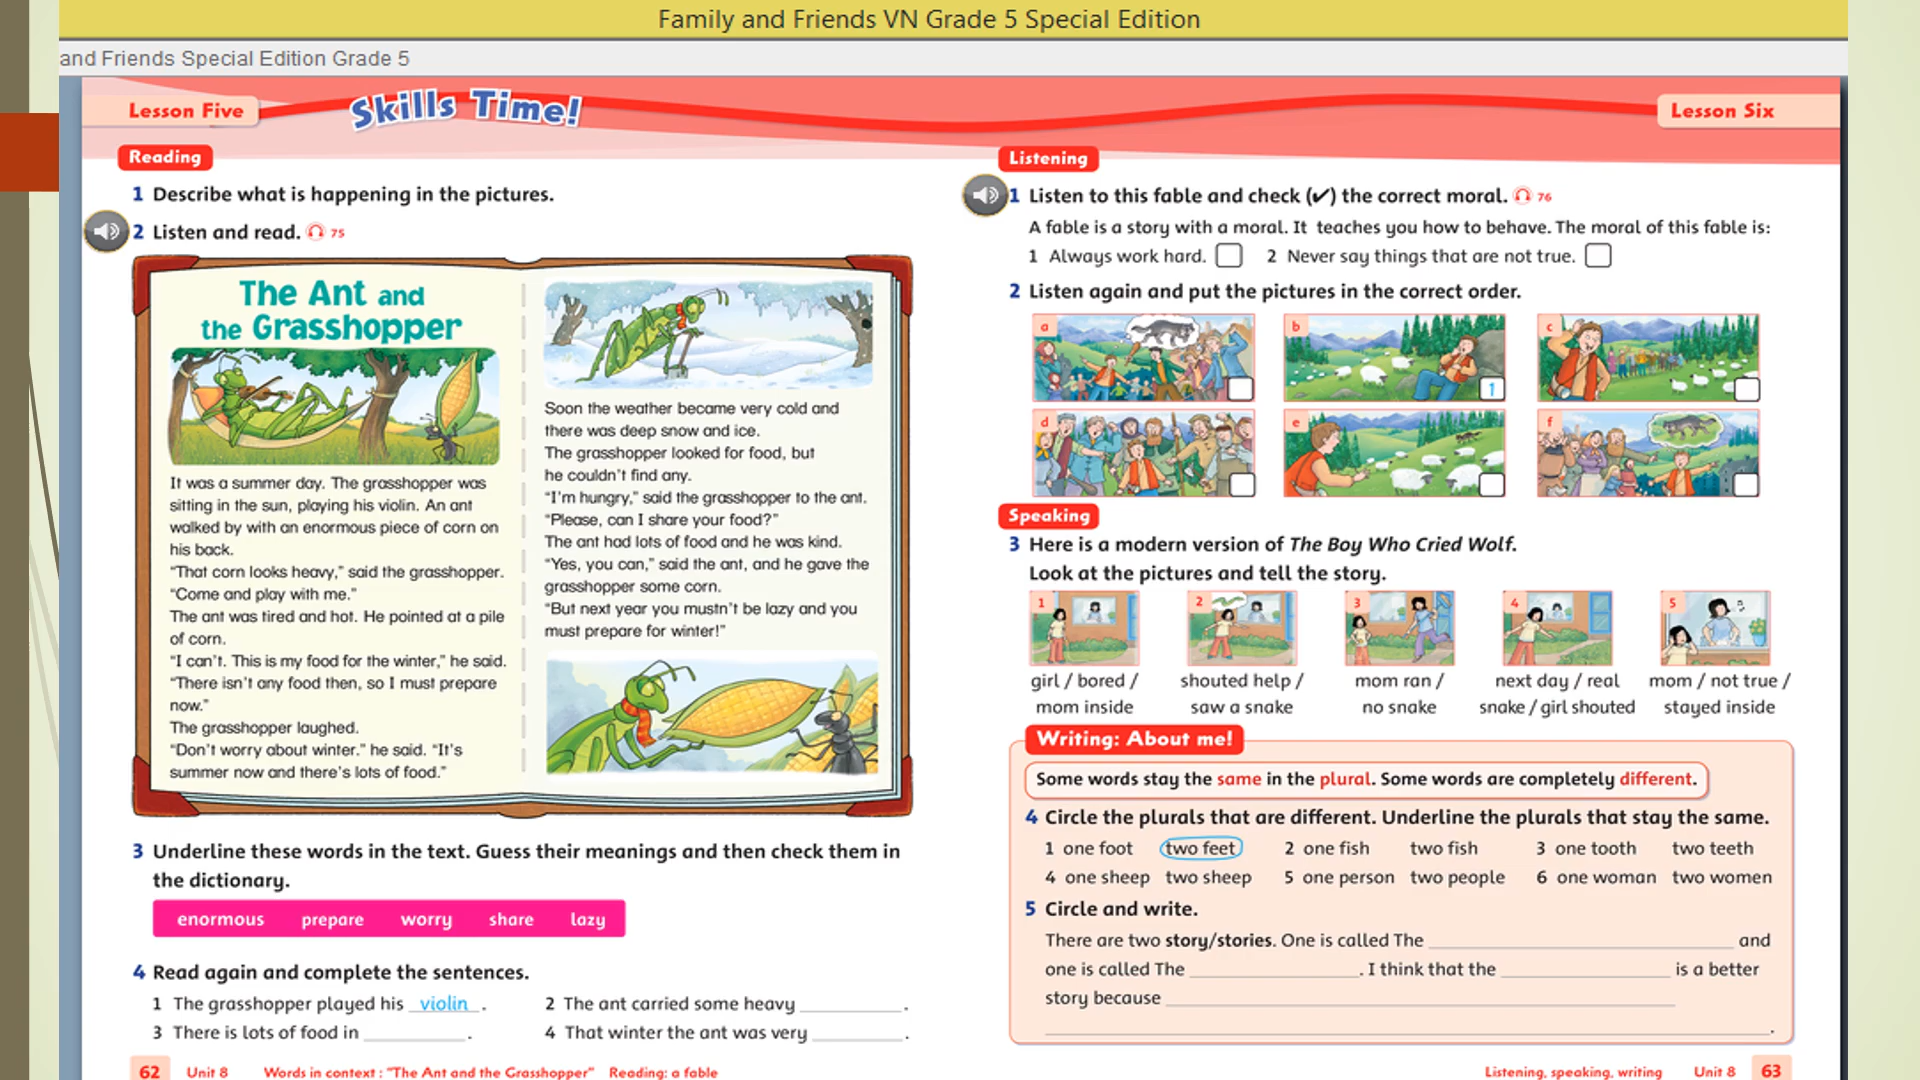 Family and Friends VN Grade 5 Special Edition
and Friends Special Edition Grade 5
Lesson Five
Skills Time!
Lesson Six
Reading
1 Describe what is happening in the pictures.
2 Listen and read. 75
The Ant and
the Grasshopper
It was a summer day. The grasshopper was
sitting in the sun, playing his violin. An ant
walked by with an enormous piece of corn on
his back.
"That corn looks heavy," said the grasshopper.
"Come and play with me."
The ant was tired and hot. He pointed at a pile
of corn.
"I can't. This is my food for the winter," he said.
"There isn't any food then, so I must prepare
now."
The grasshopper laughed.
"Don't worry about winter." he said. "It's
summer now and there's lots of food."
Soon the weather became very cold and
there was deep snow and ice.
The grasshopper looked for food, but
he couldn't find any.
"I'm hungry," said the grasshopper to the ant.
"Please, can I share your food?"
The ant had lots of food and he was kind.
"Yes, you can," said the ant, and he gave the
grasshopper some corn.
"But next year you mustn't be lazy and you
must prepare for winter!"
3 Underline these words in the text. Guess their meanings and then check them in
the dictionary.
enormous prepare worry share lazy
4 Read again and complete the sentences.
1 The grasshopper played his violin . 2 The ant carried some heavy ________ .
3 There is lots of food in ________ . 4 That winter the ant was very ________ .
62 Unit 8 Words in context : "The Ant and the Grasshopper" Reading: a fable
Listening
1 Listen to this fable and check (✔) the correct moral. 76
A fable is a story with a moral. It teaches you how to behave. The moral of this fable is:
1 Always work hard. 2 Never say things that are not true.
2 Listen again and put the pictures in the correct order.
a b 1 c
d e f
Speaking
3 Here is a modern version of The Boy Who Cried Wolf.
Look at the pictures and tell the story.
1 2 3 4 5
girl / bored / shouted help / mom ran / next day / real mom / not true /
mom inside saw a snake no snake snake / girl shouted stayed inside
Writing: About me!
Some words stay the same in the plural. Some words are completely different.
4 Circle the plurals that are different. Underline the plurals that stay the same.
1 one foot two feet 2 one fish two fish 3 one tooth two teeth
4 one sheep two sheep 5 one person two people 6 one woman two women
5 Circle and write.
There are two story/stories. One is called The ________ and
one is called The ________ . I think that the ________ is a better
story because ________
________ .
Listening, speaking, writing Unit 8 63